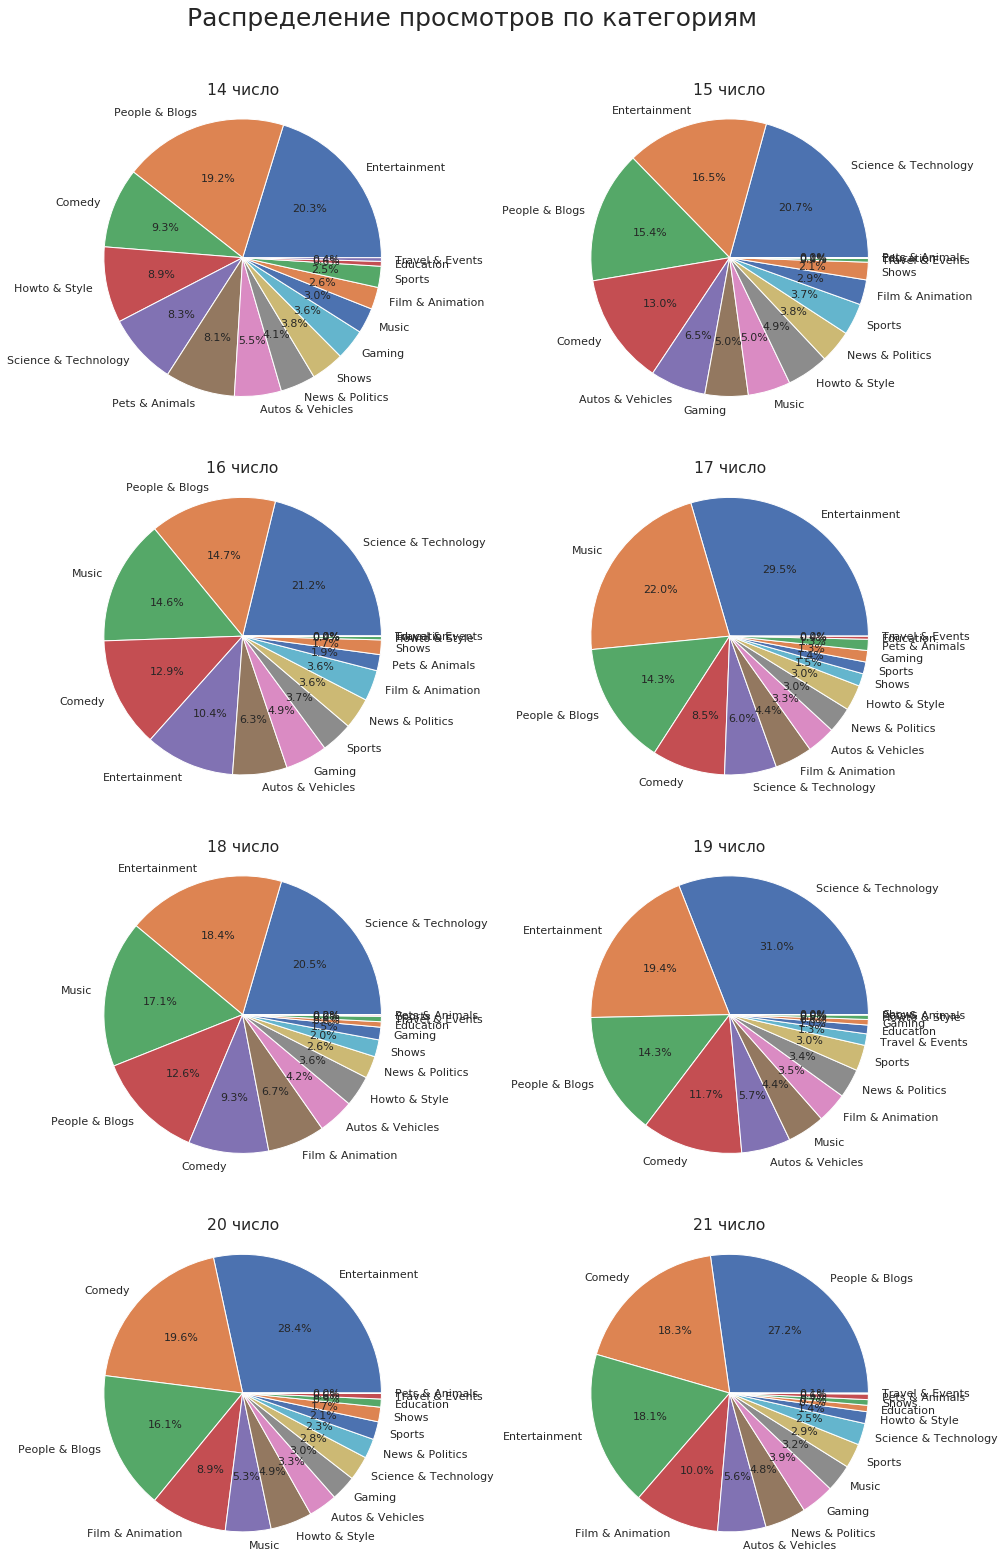 Распределение просмотров по категориям
14 число
People & Blogs
Entertainment
19.2%
20.3%
Comedy
9.3%
Travel & Events
Education
2.5%
Sports
8.9%
2.6%
Howto & Style
3.0%
Film & Animation
8.3%
3.6%
Music
3.8%
8.1%
5.5%
4.1%
Gaming
Science & Technology
Shows
Pets & Animals
News & Politics
Autos & Vehicles
15 число
Entertainment
Science & Technology
16.5%
20.7%
People & Blogs
15.4%
Pets & Animals
Travel & Events
2.1%
Shows
2.9%
Film & Animation
13.0%
3.7%
Sports
3.8%
4.9%
6.5%
5.0%
5.0%
Comedy
News & Politics
Howto & Style
Autos & Vehicles
Gaming
Music
16 число
People & Blogs
Science & Technology
14.7%
Music
21.2%
14.6%
Travel & Events
Howto & Style
1.7%
Shows
1.9%
Pets & Animals
12.9%
3.6%
Film & Animation
3.6%
Comedy
3.7%
10.4%
6.3%
4.9%
News & Politics
Sports
Entertainment
Gaming
Autos & Vehicles
17 число
Entertainment
Music
29.5%
22.0%
Travel & Events
Education
Pets & Animals
1.3%
Gaming
1.4%
1.5%
Sports
14.3%
3.0%
Shows
3.0%
Howto & Style
3.3%
People & Blogs
8.5%
6.0%
4.4%
News & Politics
Autos & Vehicles
Film & Animation
Comedy
Science & Technology
18 число
Entertainment
Science & Technology
18.4%
20.5%
Music
17.1%
Pets & Animals
Travel & Events
Education
1.5%
Gaming
2.0%
2.6%
Shows
3.6%
News & Politics
12.6%
4.2%
9.3%
6.7%
Howto & Style
People & Blogs
Autos & Vehicles
Film & Animation
Comedy
19 число
Science & Technology
Entertainment
31.0%
19.4%
Howto & Style
Gaming
Education
1.3%
3.0%
Travel & Events
14.3%
3.4%
Sports
3.5%
People & Blogs
11.7%
5.7%
4.4%
News & Politics
Film & Animation
Music
Comedy
Autos & Vehicles
20 число
Entertainment
Comedy
28.4%
19.6%
Pets & Animals
Travel & Events
Education
1.7%
Shows
2.1%
Sports
16.1%
2.3%
2.8%
3.0%
People & Blogs
3.3%
News & Politics
8.9%
5.3%
4.9%
Science & Technology
Gaming
Autos & Vehicles
Film & Animation
Howto & Style
Music
21 число
People & Blogs
Comedy
27.2%
18.3%
Travel & Events
Pets & Animals
Shows
Education
1.4%
Howto & Style
18.1%
2.5%
Science & Technology
2.9%
Entertainment
3.2%
3.9%
Sports
10.0%
5.6%
4.8%
Music
Gaming
Film & Animation
News & Politics
Autos & Vehicles